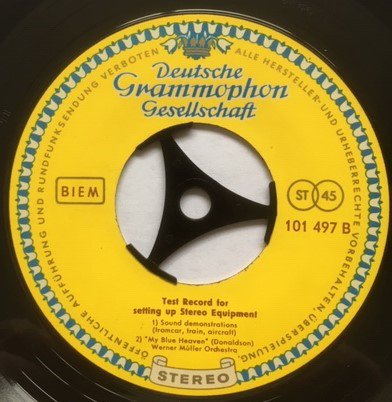 ALLE HERSTELLER- UND URHEBERRECHTE VORBEHALTEN
ÜBERSPIELUNG, ÖFFENTLICHE AUFFÜHRUNG UND RUNDFUNKSENDUNG VERBOTEN
Deutsche
Grammophon
Gesellschaft
BIEM
ST 45
101 497 B
Test Record for
setting up Stereo Equipment
1) Sound demonstrations
(tramcar, train, aircraft)
2) "My Blue Heaven" (Donaldson)
Werner Müller Orchestra
STEREO